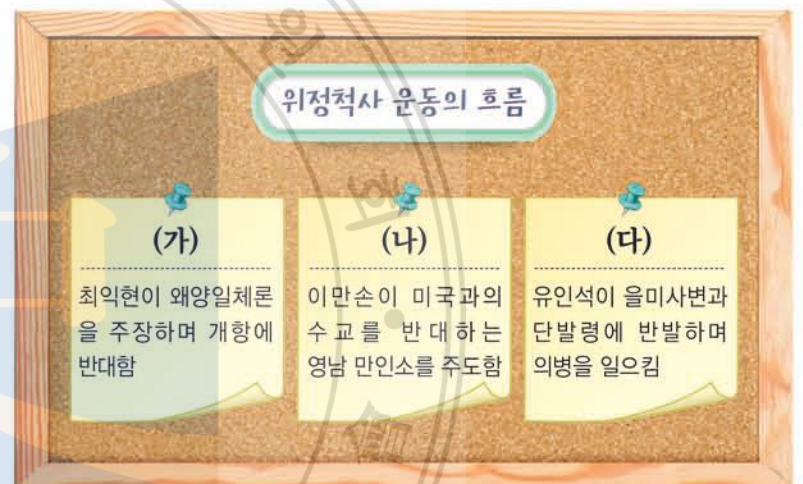 위정척사 운동의 흐름
(가)
최익현이 왜양일체론
을 주장하며 개항에
반대함
(나)
이만손이 미국과의
수교를 반대하는
영남 만인소를 주도함
(다)
유인석이 을미사변과
단발령에 반발하며
의병을 일으킴